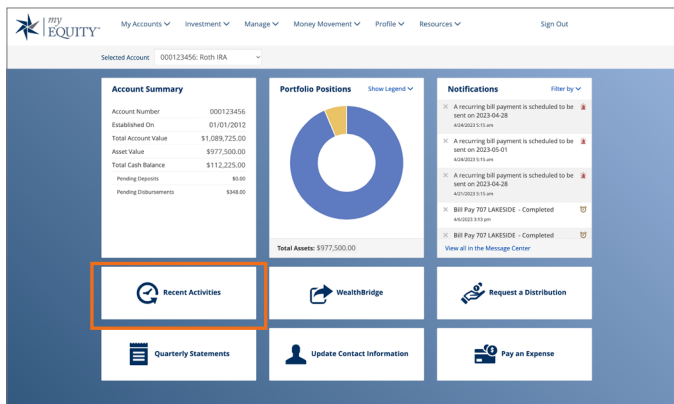 my
EQUITY
My Accounts Investment Manage Money Movement Profile Resources Sign Out
Selected Account 000123456: Roth IRA
Account Summary
Account Number 000123456
Established On 01/01/2012
Total Account Value $1,089,725.00
Asset Value $977,500.00
Total Cash Balance $112,225.00
Pending Deposits $0.00
Pending Disbursements $348.00
Portfolio Positions Show Legend
Total Assets: $977,500.00
Notifications Filter by
A recurring bill payment is scheduled to be
sent on 2023-04-28
4/24/2023 5:15 am
A recurring bill payment is scheduled to be
sent on 2023-05-01
4/24/2023 5:15 am
A recurring bill payment is scheduled to be
sent on 2023-04-28
4/21/2023 5:15 am
Bill Pay 707 LAKESIDE - Completed
4/6/2023 3:53 pm
Bill Pay 707 LAKESIDE - Completed
View all in the Message Center
Recent Activities
WealthBridge
Request a Distribution
Quarterly Statements
Update Contact Information
Pay an Expense